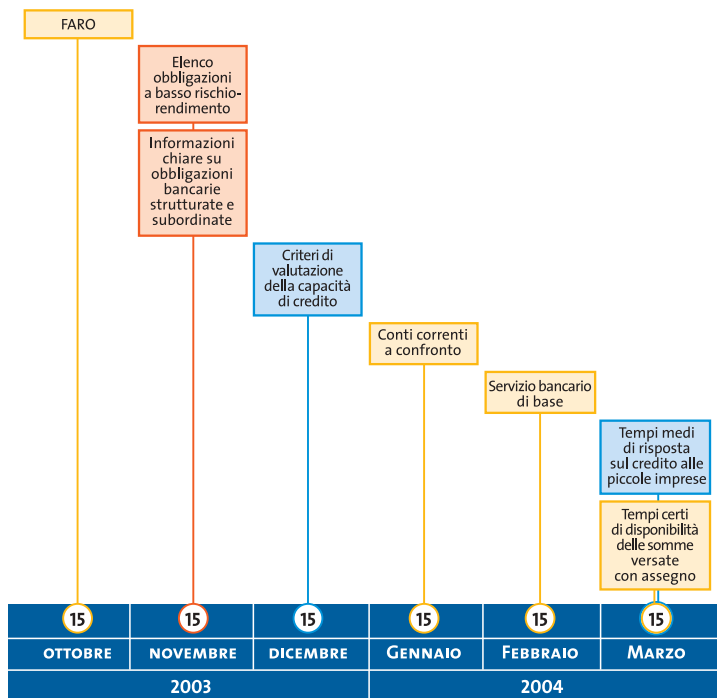 FARO
Elenco
obbligazioni
a basso rischio-
rendimento
Informazioni
chiare su
obbligazioni
bancarie
strutturate e
subordinate
Criteri di
valutazione
della capacità
di credito
Conti correnti
a confronto
Servizio bancario
di base
Tempi medi
di risposta
sul credito alle
piccole imprese
Tempi certi
di disponibilità
delle somme
versate
con assegno
15 15 15 15 15 15
OTTOBRE NOVEMBRE DICEMBRE GENNAIO FEBBRAIO MARZO
2003 2004